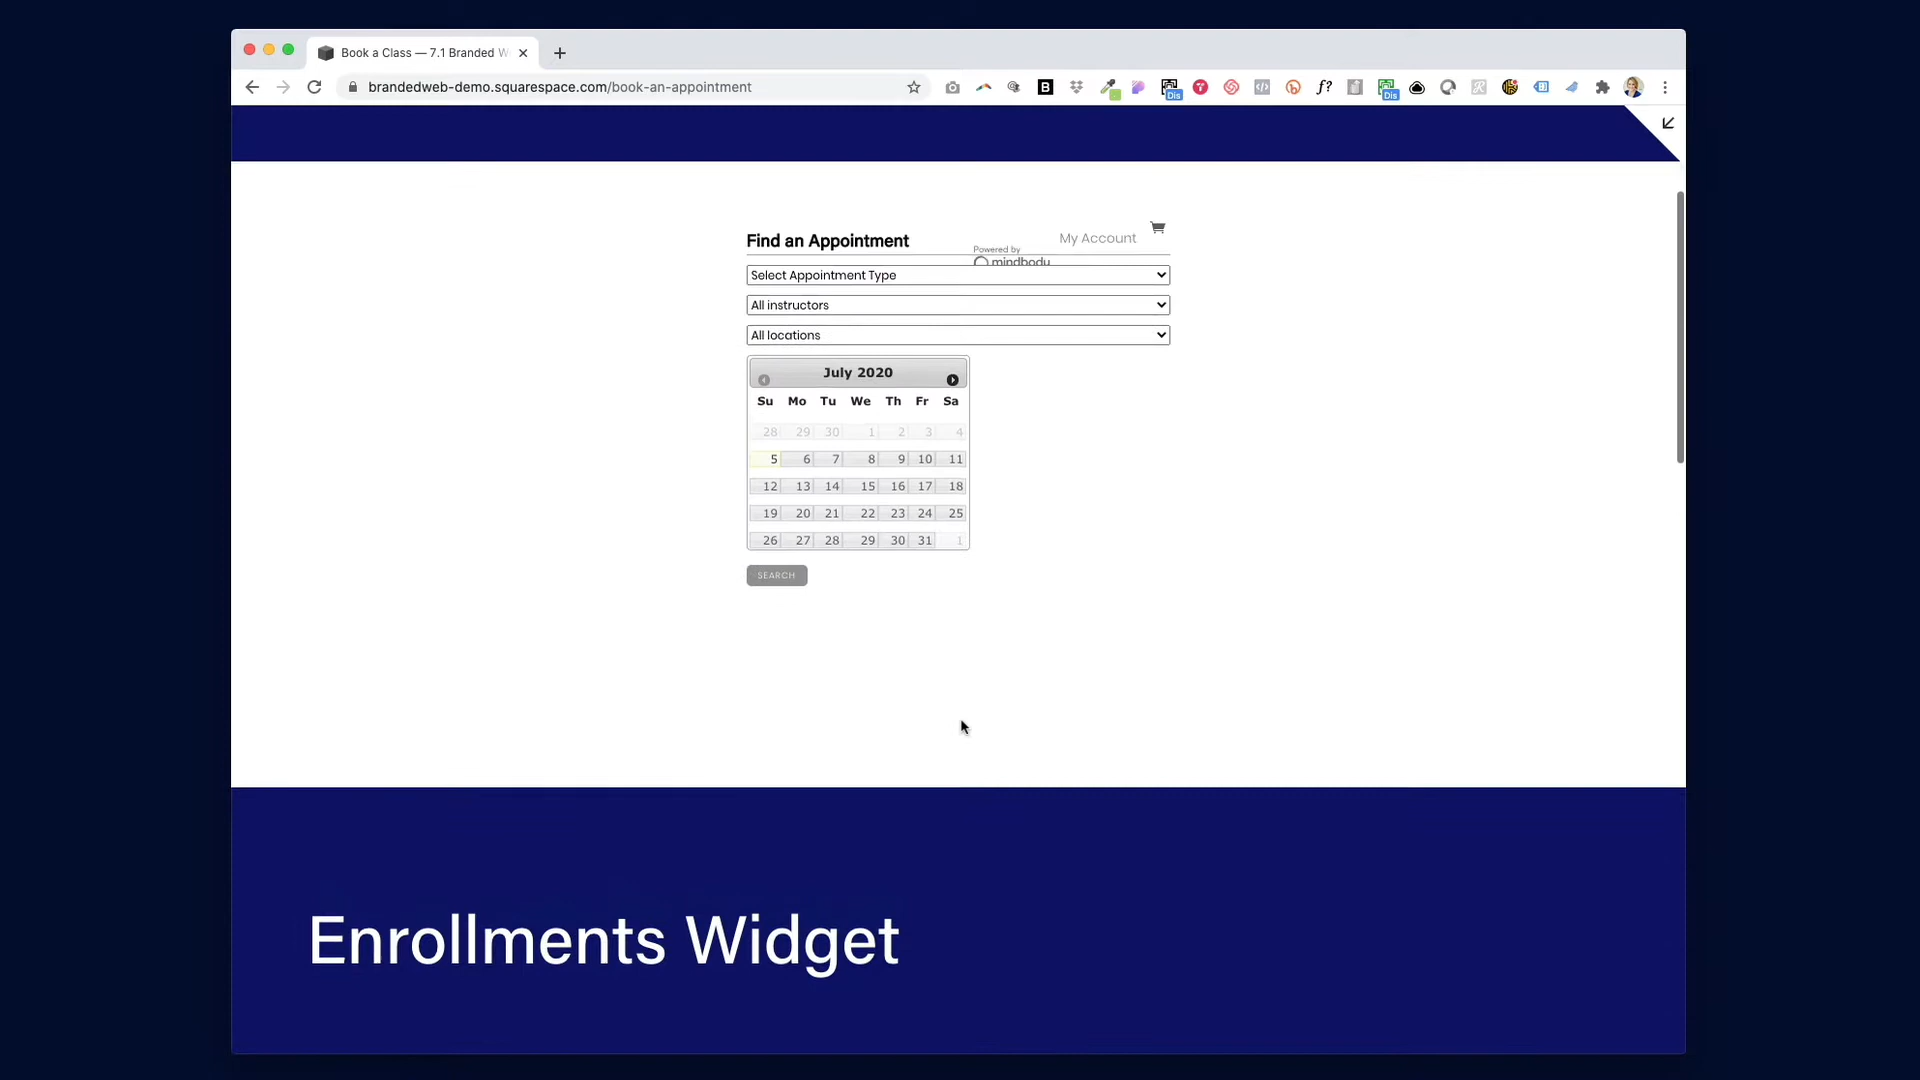 Book a Class — 7.1 Branded W
brandedweb-demo.squarespace.com/book-an-appointment
Find an Appointment
My Account
Powered by
mindbody
Select Appointment Type
All instructors
All locations
July 2020
Su Mo Tu We Th Fr Sa
28 29 30 1 2 3 4
5 6 7 8 9 10 11
12 13 14 15 16 17 18
19 20 21 22 23 24 25
26 27 28 29 30 31 1
SEARCH
Enrollments Widget